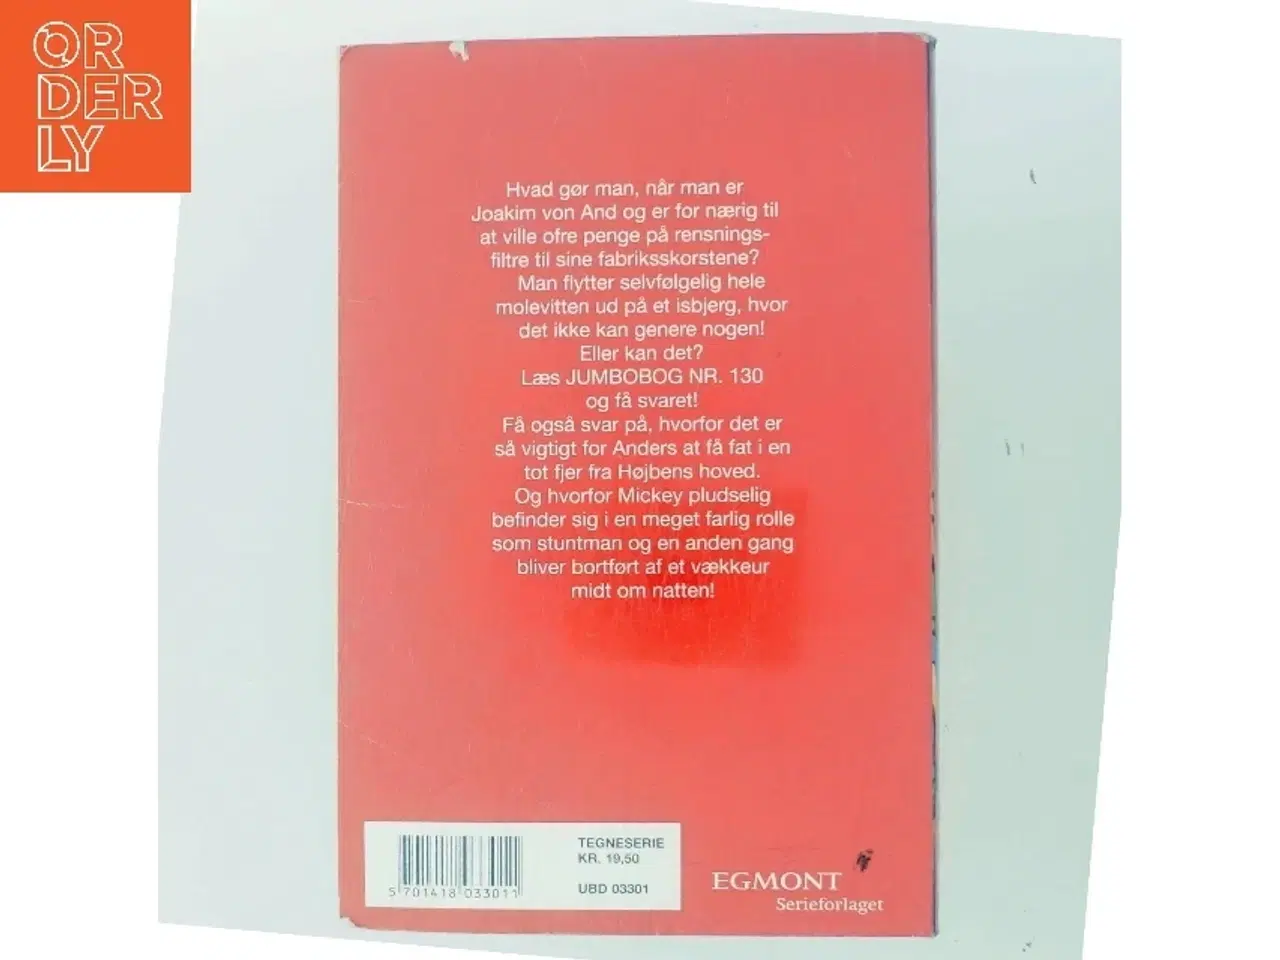 ORDERLY
Hvad gør man, når man er
Joakim von And og er for nærig til
at ville ofre penge på rensnings-
filtre til sine fabriksskorstene?
Man flytter selvfølgelig hele
molevitten ud på et isbjerg, hvor
det ikke kan genere nogen!
Eller kan det?
Læs JUMBOBOG NR. 130
og få svaret!
Få også svar på, hvorfor det er
så vigtigt for Anders at få fat i en
tot fjer fra Højbens hoved.
Og hvorfor Mickey pludselig
befinder sig i en meget farlig rolle
som stuntman og en anden gang
bliver bortført af et vækkeur
midt om natten!
TEGNESERIE
KR. 19,50
UBD 03301
5 701418 033011
EGMONT
Serieforlaget